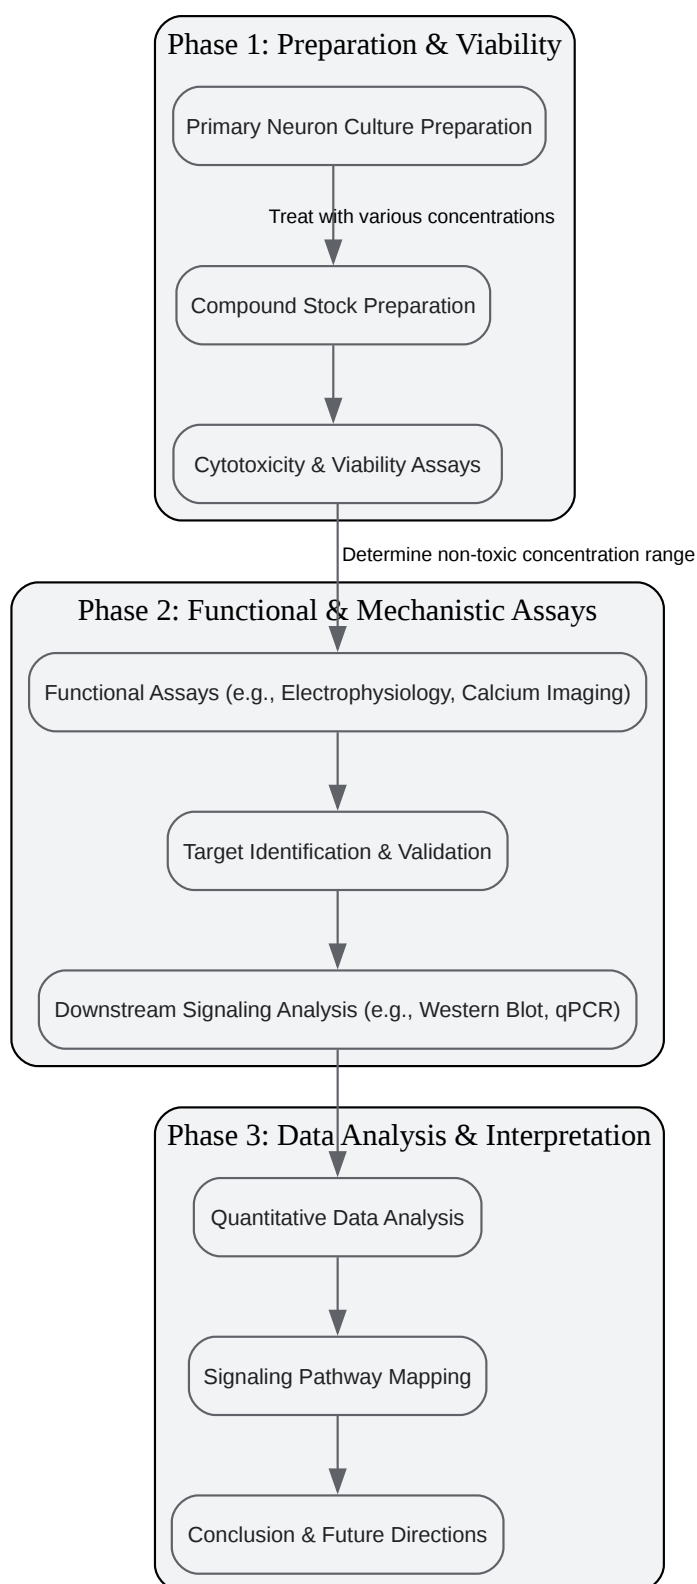 Phase 1: Preparation & Viability
Primary Neuron Culture Preparation
Treat with various concentrations
Compound Stock Preparation
Cytotoxicity & Viability Assays
Determine non-toxic concentration range
Phase 2: Functional & Mechanistic Assays
Functional Assays (e.g., Electrophysiology, Calcium Imaging)
Target Identification & Validation
Downstream Signaling Analysis (e.g., Western Blot, qPCR)
Phase 3: Data Analysis & Interpretation
Quantitative Data Analysis
Signaling Pathway Mapping
Conclusion & Future Directions